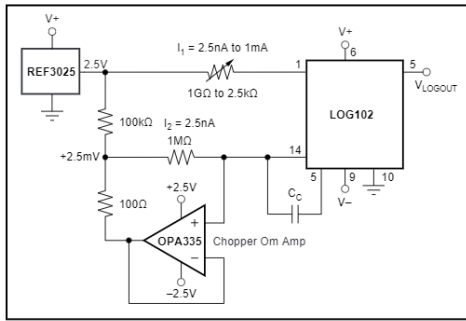 V+
REF3025
2.5V
I1 = 2.5nA to 1mA
1GΩ to 2.5kΩ
V+
6
1
5
VLOGOUT
LOG102
100kΩ
I2 = 2.5nA
1MΩ
+2.5mV
14
5
9
10
CC
V–
100Ω
+2.5V
+
OPA335
–
Chopper Om Amp
–2.5V